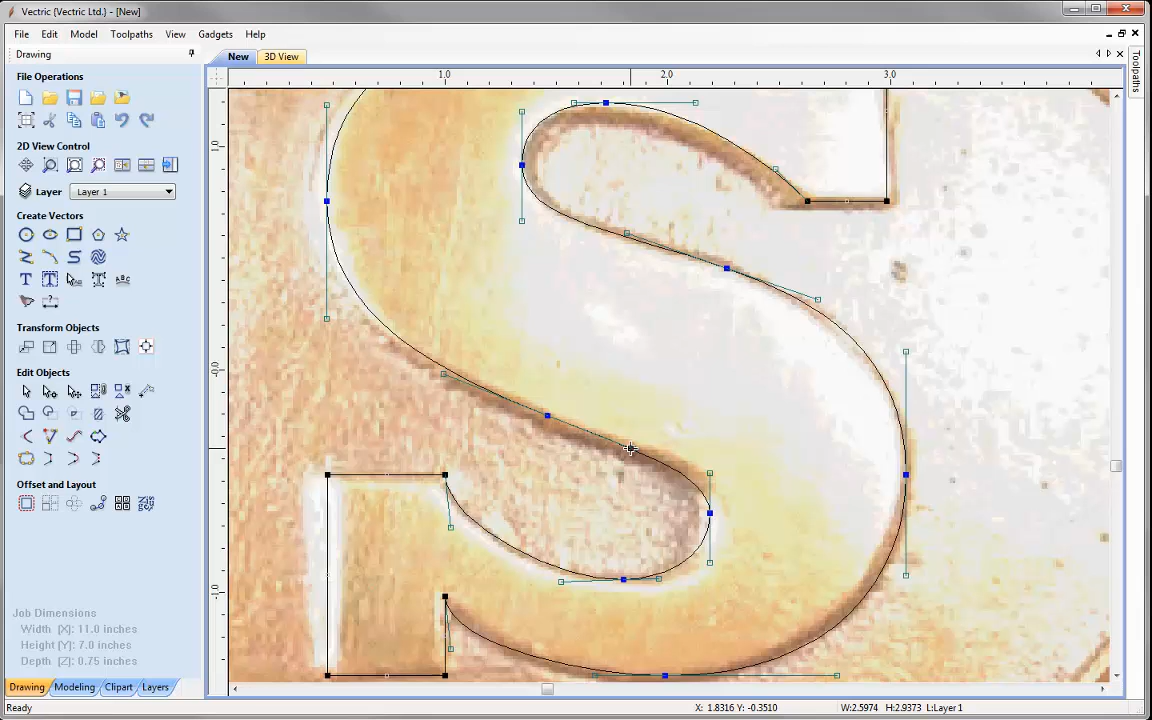 Vectric {Vectric Ltd.} - [New]
File Edit Model Toolpaths View Gadgets Help
Drawing
New 3D View
Toolpaths
File Operations
1.0 2.0 3.0
2D View Control
Layer Layer 1
Create Vectors
Transform Objects
Edit Objects
Offset and Layout
Job Dimensions
Width [X]: 11.0 inches
Height [Y]: 7.0 inches
Depth [Z]: 0.75 inches
Drawing Modeling Clipart Layers
Ready X: 1.8316 Y: -0.3510 W:2.5974 H:2.9373 L:Layer 1